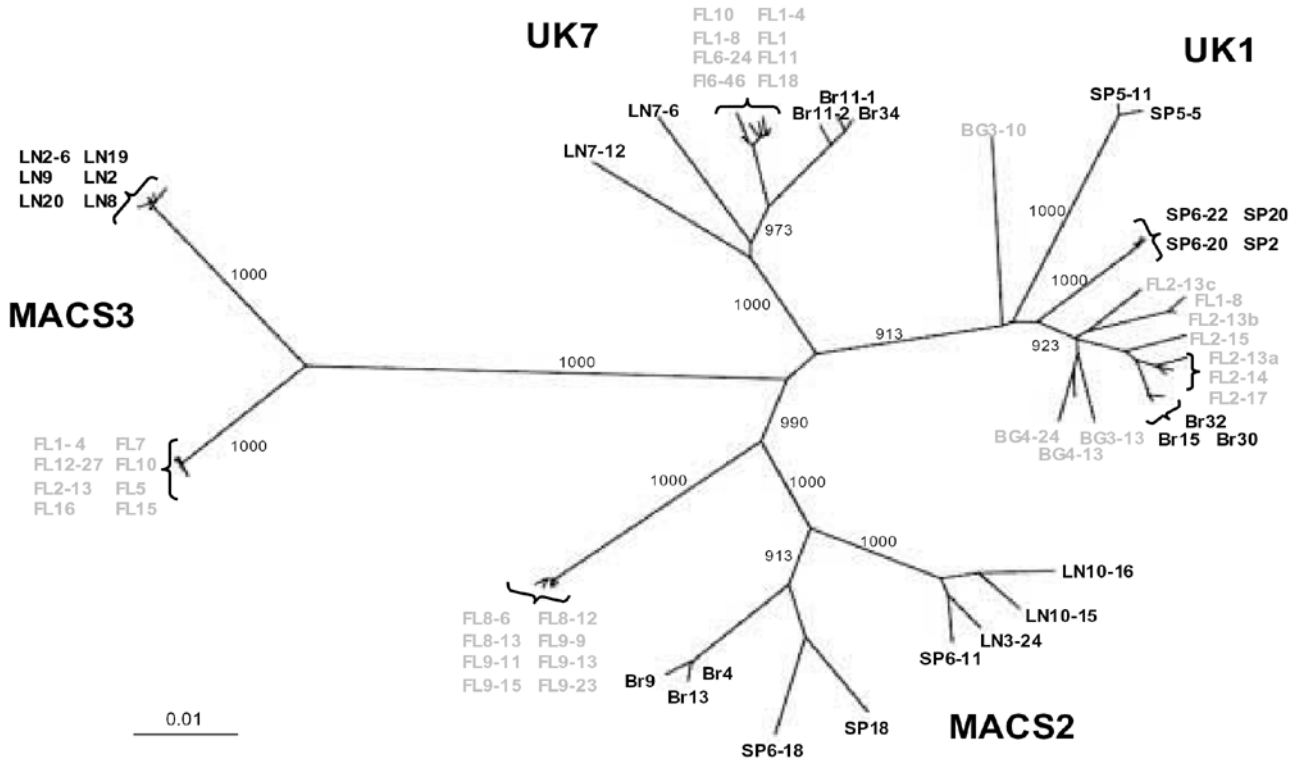 UK7
FL10 FL1-4
FL1-8 FL1
FL6-24 FL11
Fl6-46 FL18
UK1
LN7-6
Br11-1
Br11-2 Br34
SP5-11
SP5-5
BG3-10
LN7-12
LN2-6 LN19
LN9 LN2
LN20 LN8
1000
SP6-22 SP20
SP6-20 SP2
973
1000
1000
FL2-13c
FL1-8
FL2-13b
MACS3
1000
913
923
FL2-15
1000
FL2-13a
FL2-14
FL2-17
990
Br32
Br15 Br30
BG4-24 BG3-13
BG4-13
FL1- 4 FL7
FL12-27 FL10
FL2-13 FL5
FL16 FL15
1000
1000
1000
913
1000
LN10-16
LN10-15
LN3-24
SP6-11
FL8-6 FL8-12
FL8-13 FL9-9
FL9-11 FL9-13
FL9-15 FL9-23
Br9 Br4
Br13
SP18
SP6-18
MACS2
0.01